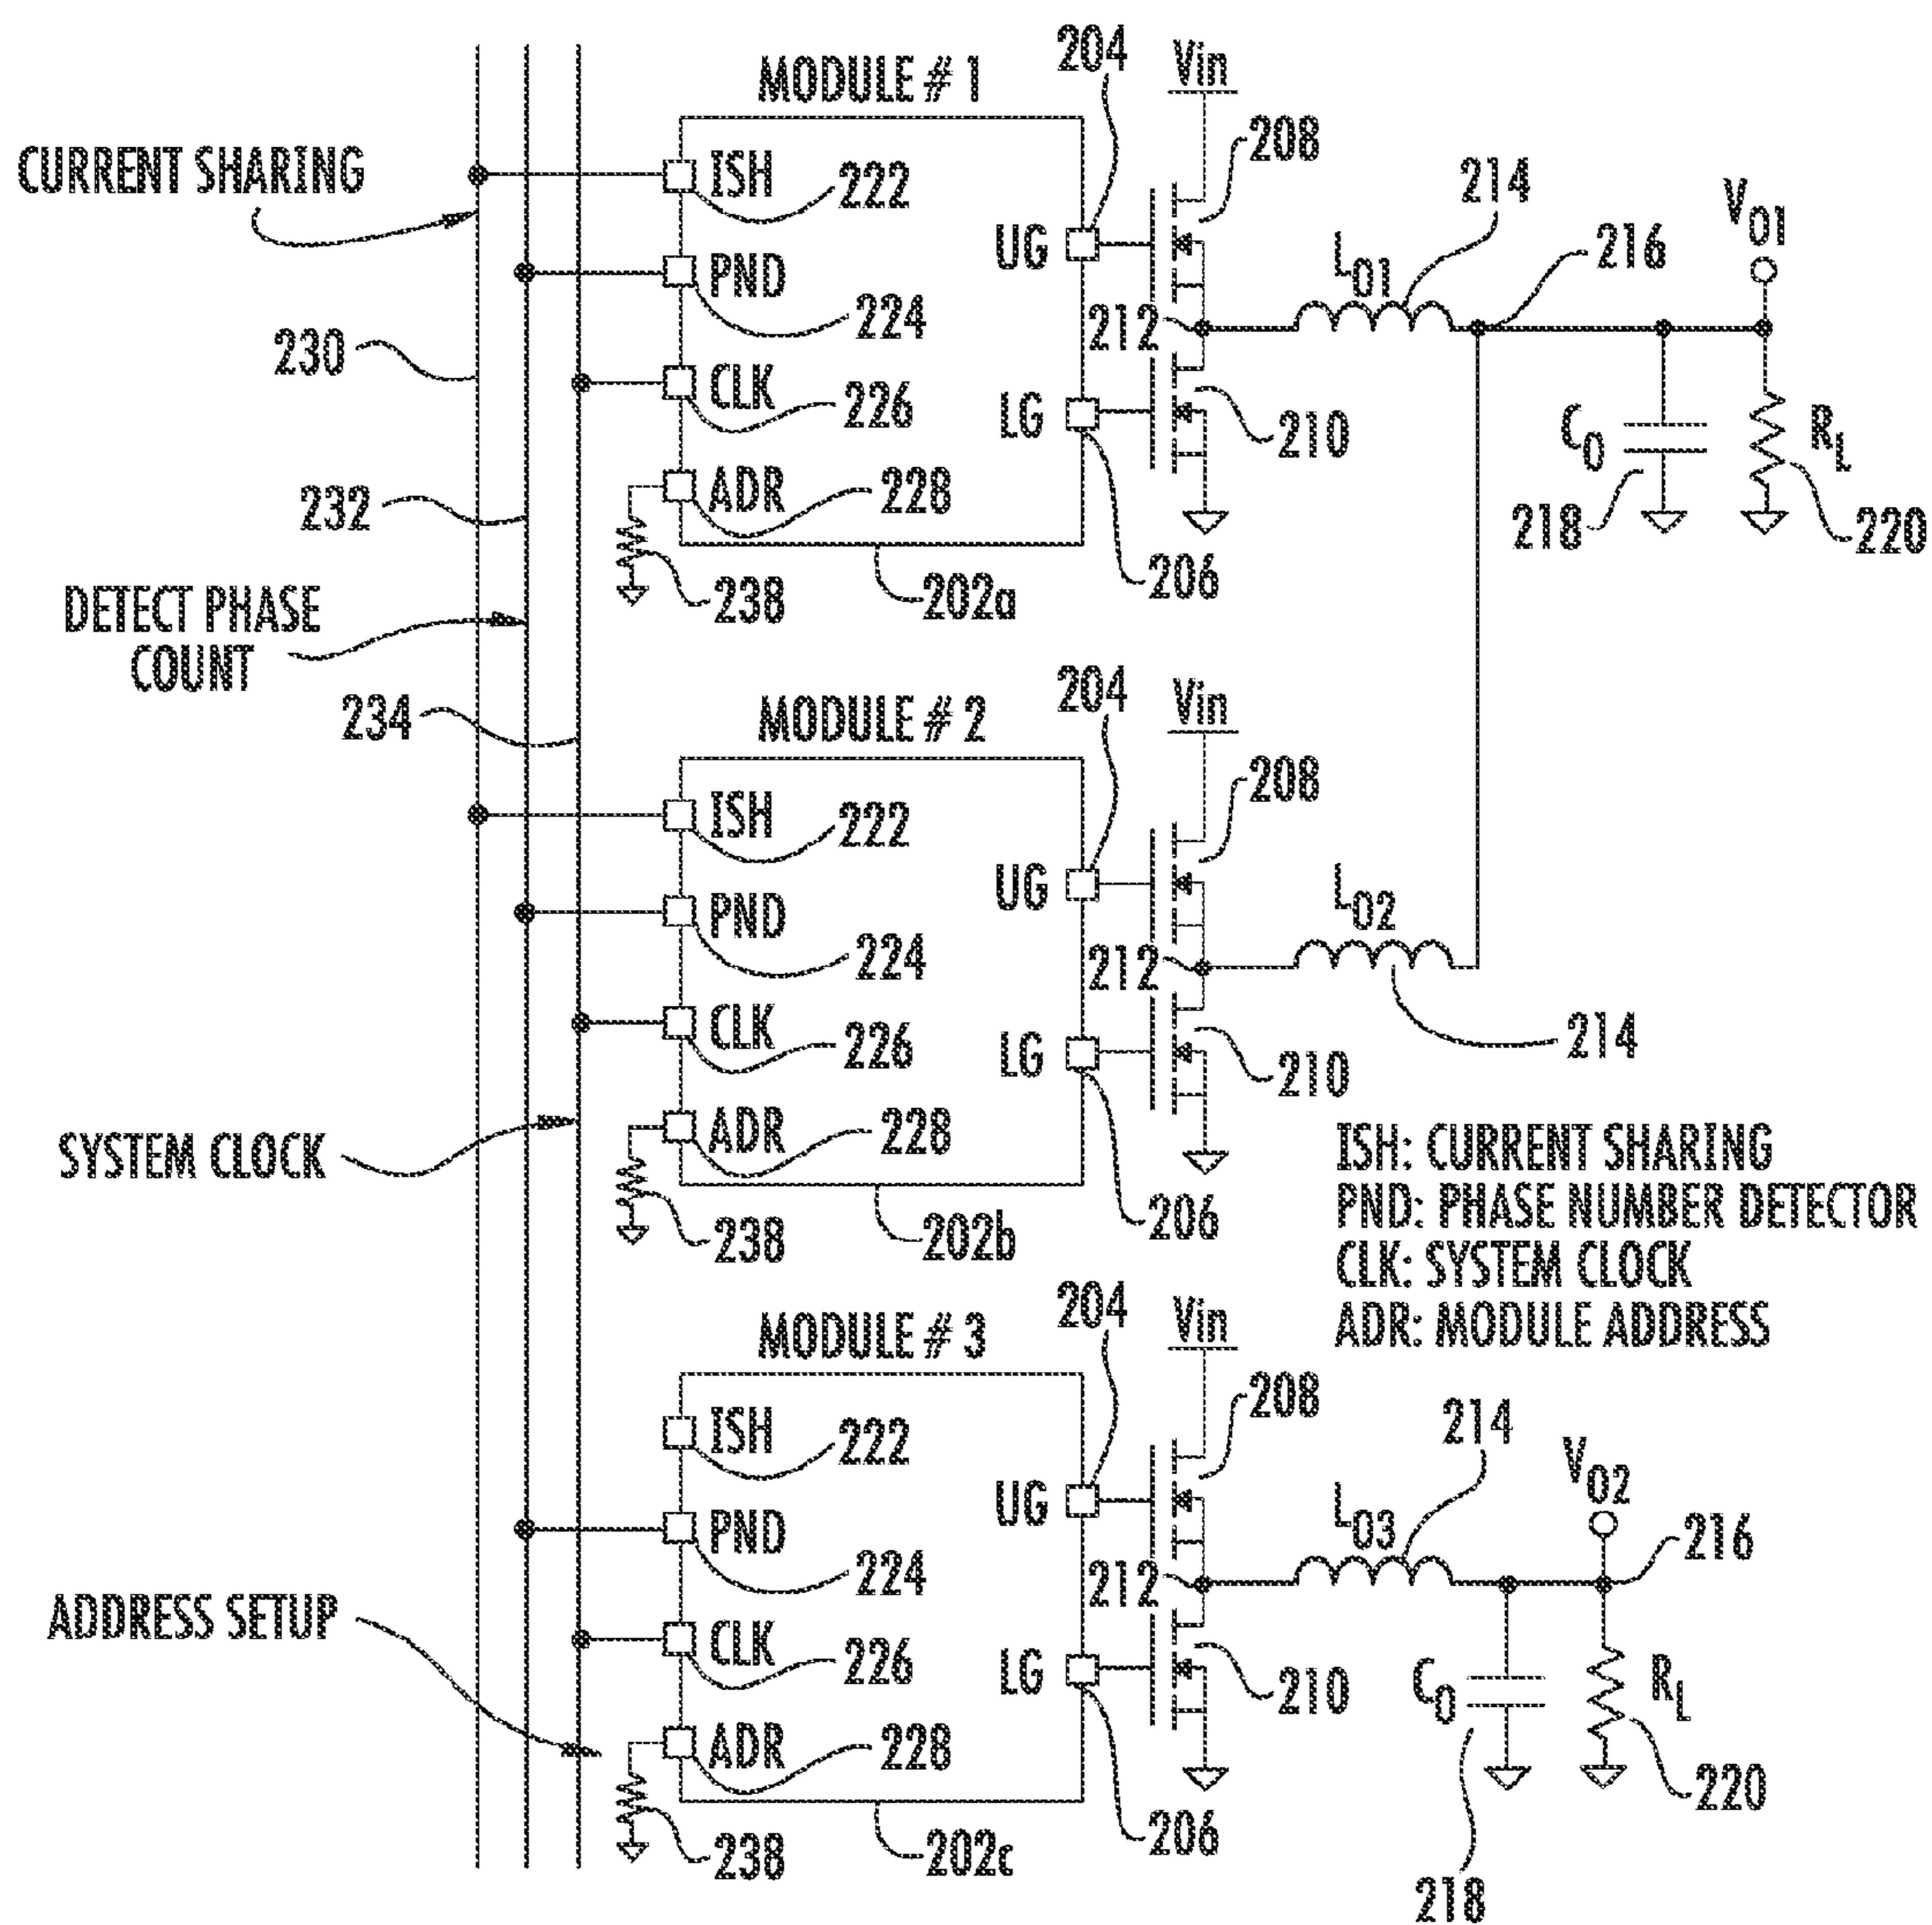 MODULE # 1
204
Vin
208
CURRENT SHARING
ISH
222
UG
214
L01
216
V01
PND
224
212
230
CLK
226
LG
210
C0
RL
232
ADR
228
218
220
238
202a
206
DETECT PHASE
COUNT
234
MODULE # 2
204
Vin
208
ISH
222
UG
L02
PND
224
212
CLK
226
LG
210
214
SYSTEM CLOCK
ADR
228
238
202b
206
ISH: CURRENT SHARING
PND: PHASE NUMBER DETECTOR
CLK: SYSTEM CLOCK
ADR: MODULE ADDRESS
MODULE # 3
204
Vin
208
ISH
222
UG
214
L03
V02
216
PND
224
212
ADDRESS SETUP
CLK
226
LG
210
C0
RL
ADR
228
220
238
202c
206
218